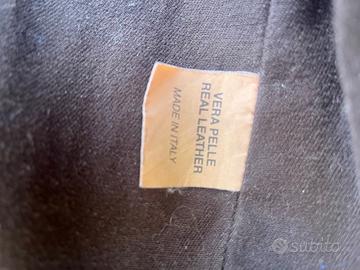 VERA PELLE
REAL LEATHER
MADE IN ITALY
subito